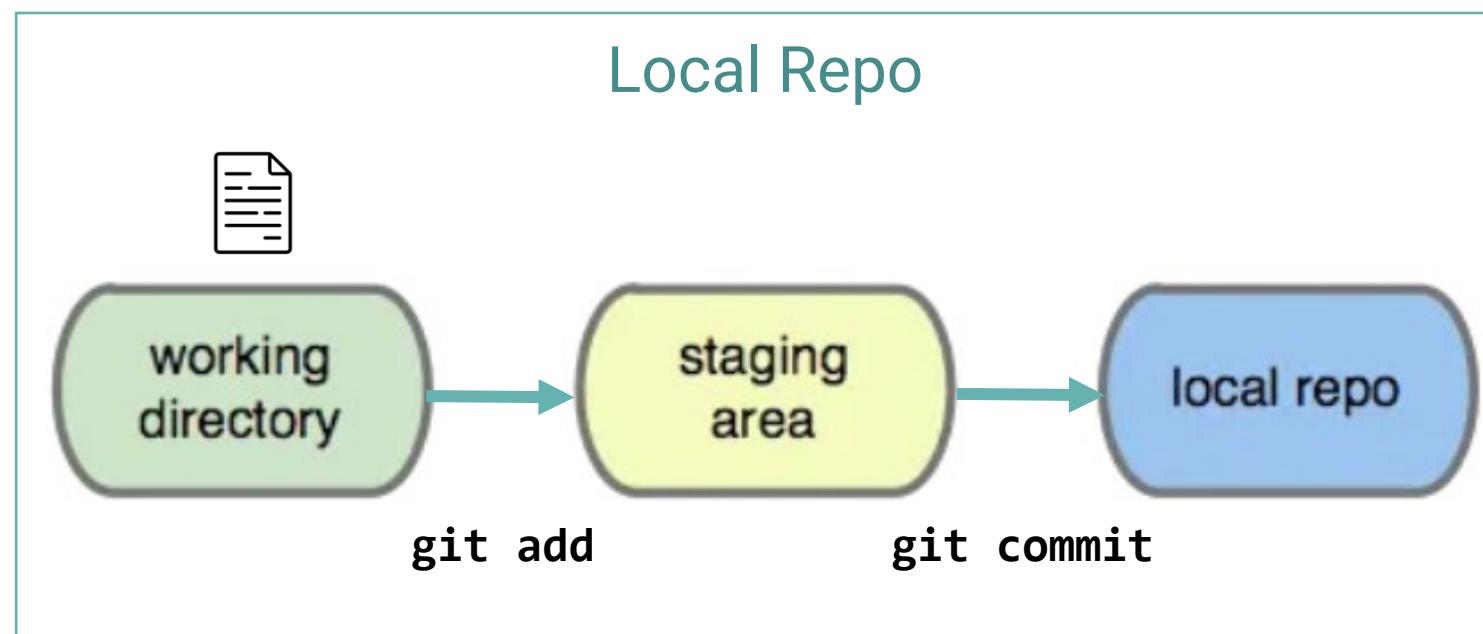 Local Repo
working
directory
staging
area
local repo
git add
git commit